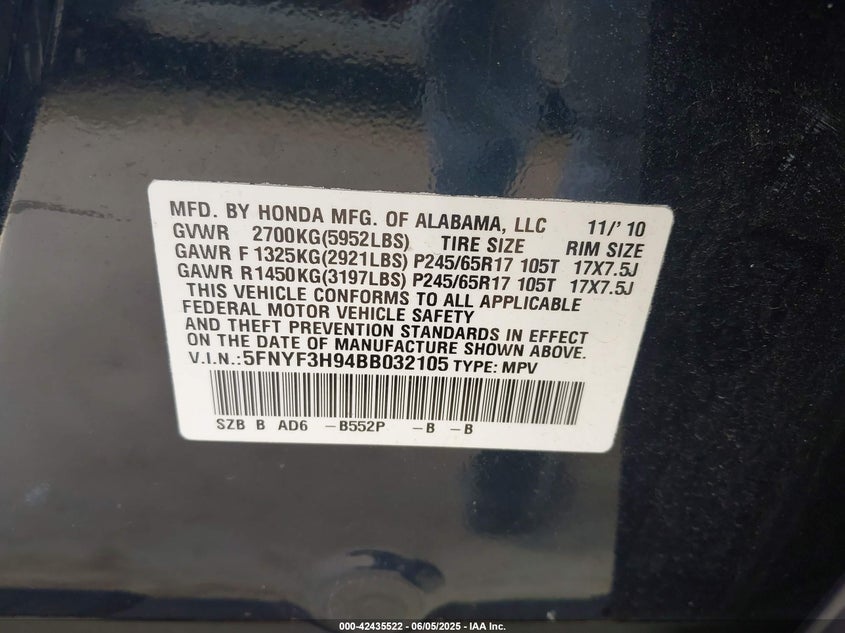 MFD. BY HONDA MFG. OF ALABAMA, LLC 11/' 10
GVWR 2700KG(5952LBS) TIRE SIZE RIM SIZE
GAWR F 1325KG(2921LBS) P245/65R17 105T 17X7.5J
GAWR R1450KG(3197LBS) P245/65R17 105T 17X7.5J
THIS VEHICLE CONFORMS TO ALL APPLICABLE
FEDERAL MOTOR VEHICLE SAFETY
AND THEFT PREVENTION STANDARDS IN EFFECT
ON THE DATE OF MANUFACTURE SHOWN ABOVE.
V.I.N.:5FNYF3H94BB032105 TYPE: MPV
SZB B AD6 -B552P -B -B
000-42435522 - 06/05/2025 - IAA Inc.